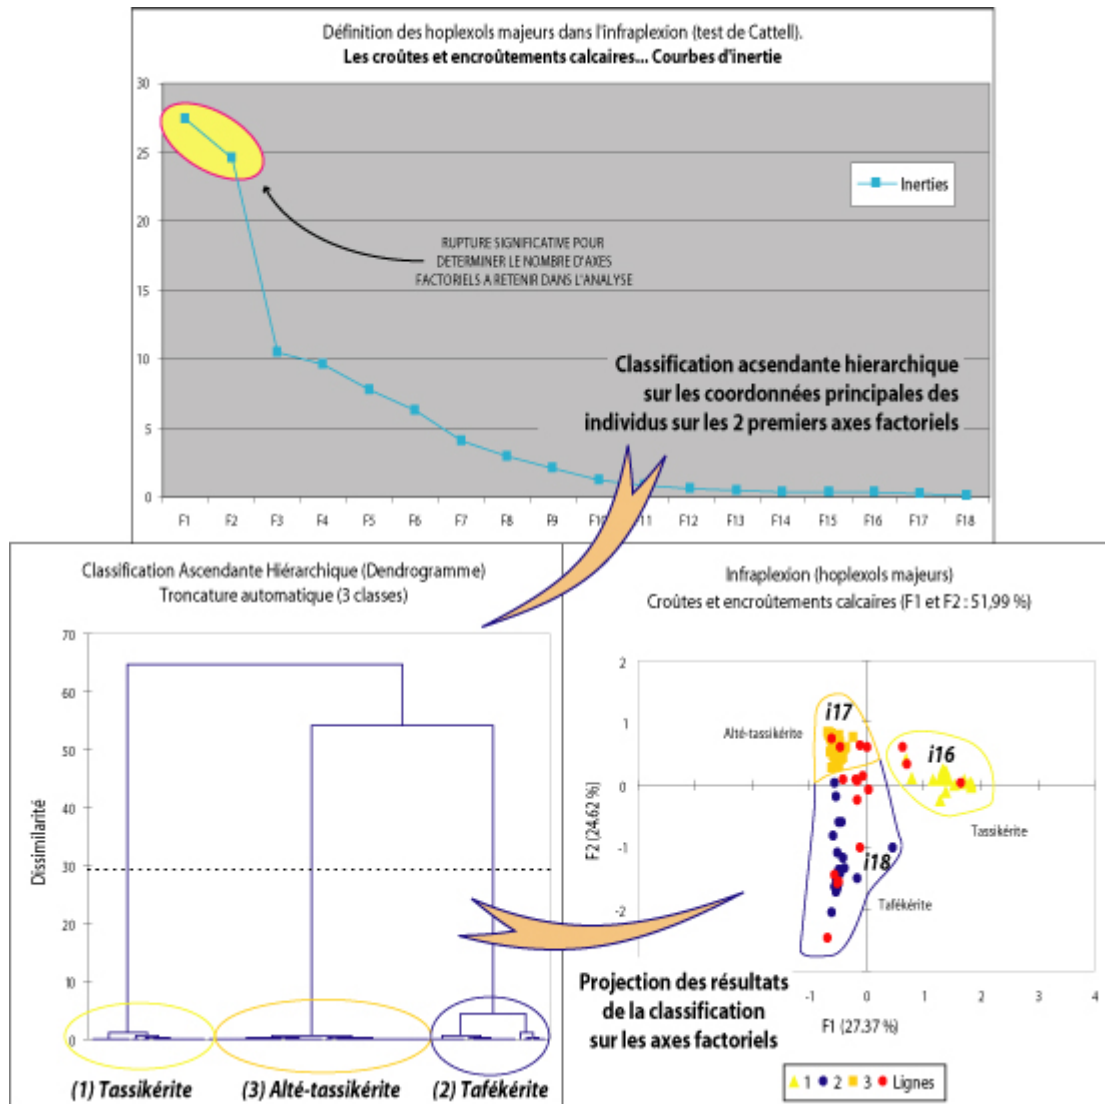 Définition des hoplexols majeurs dans l'infraplexion (test de Cattell).
Les croûtes et encroûtements calcaires... Courbes d'inertie
30
25
20
15
10
5
0
Inerties
RUPTURE SIGNIFICATIVE POUR
DETERMINER LE NOMBRE D'AXES
FACTORIELS A RETENIR DANS L'ANALYSE
Classification acsendante hierarchique
sur les coordonnées principales des
individus sur les 2 premiers axes factoriels
F1 F2 F3 F4 F5 F6 F7 F8 F9 F10 F11 F12 F13 F14 F15 F16 F17 F18
Classification Ascendante Hiérarchique (Dendrogramme)
Troncature automatique (3 classes)
70
60
50
40
30
20
10
0
Dissimilarité
(1) Tassikérite (3) Alté-tassikérite (2) Tafékérite
Infraplexion (hoplexols majeurs)
Croûtes et encroûtements calcaires (F1 et F2 : 51,99 %)
2
1
0
-1
-2
F2 (24.62 %)
i17
Alté-tassikérite
i16
Tassikérite
i18
Tafékérite
-1 0 1 2 4
F1 (27.37 %)
Projection des résultats
de la classification
sur les axes factoriels
1 2 3 Lignes